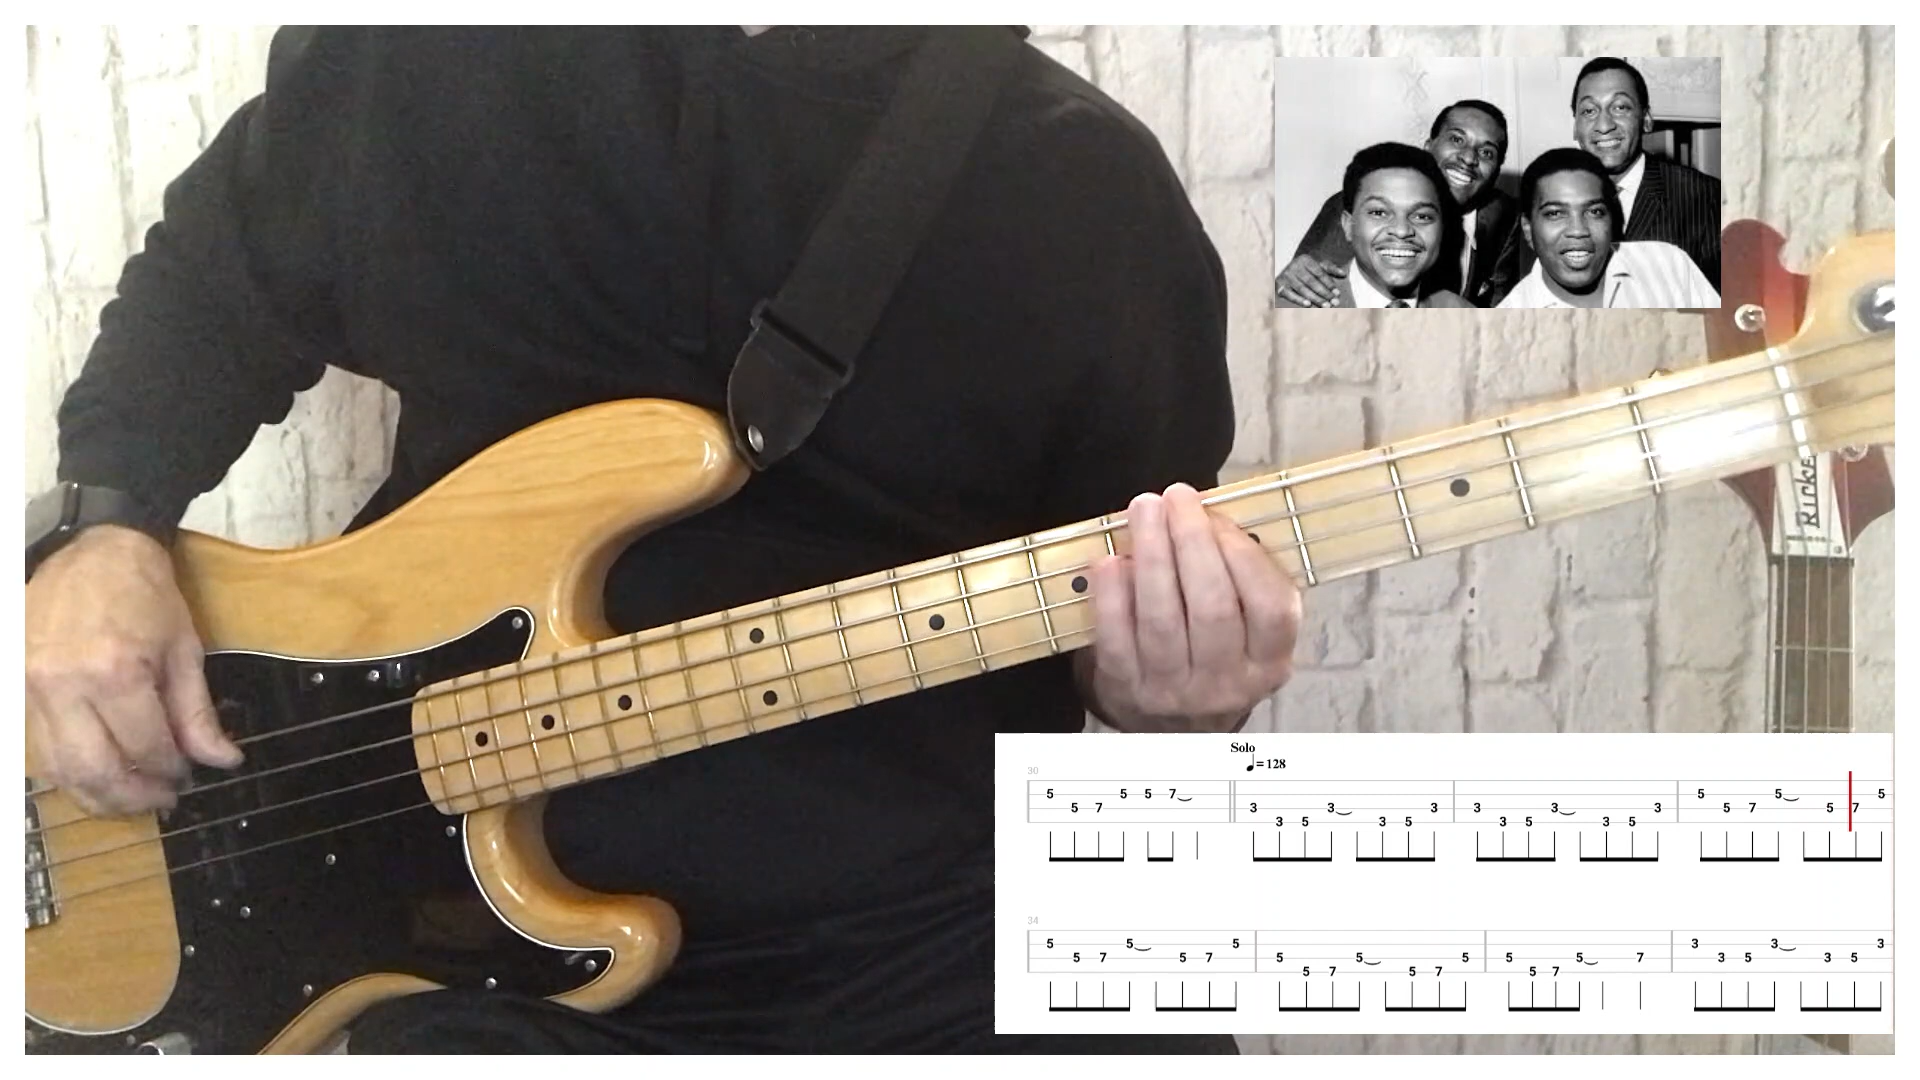 Solo
= 128
30
5 5 5 7 5 5 5
5 7 3 3 3 3 3 3 5 7 5 7
3 5 3 5 3 5 3 5
34
5 5 5 3 3 3
5 7 5 7 5 5 5 5 5 7 3 5 3 5
5 7 5 7 5 7
RICKE